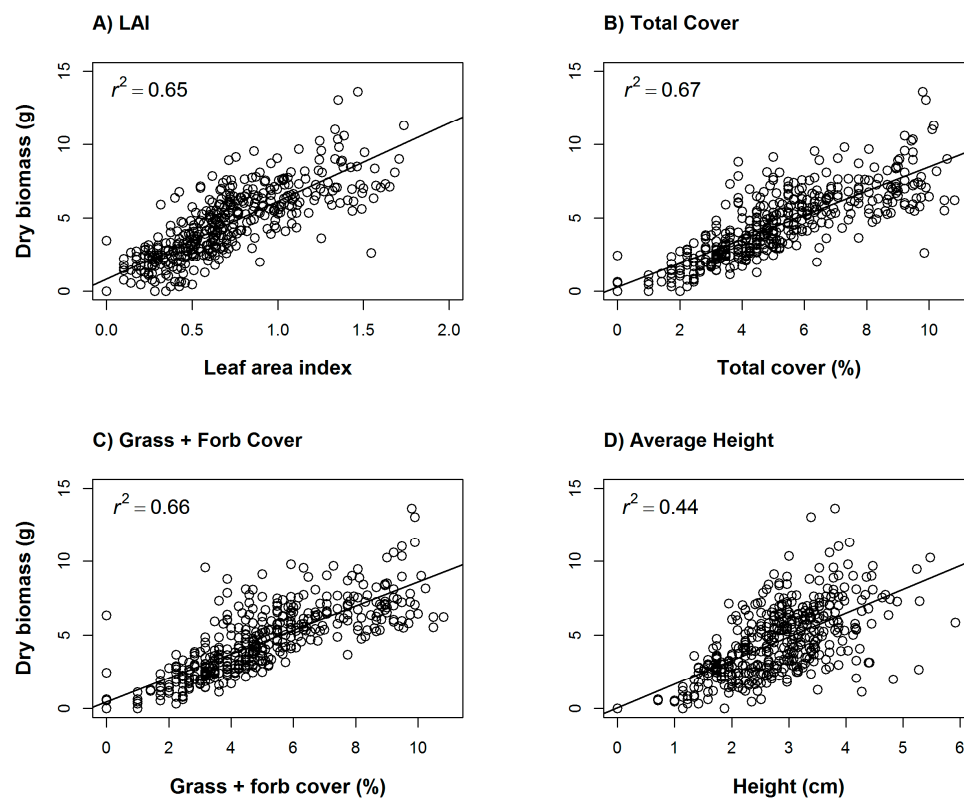 A) LAI
r² = 0.65
15
10
5
0
Dry biomass (g)
0.0 0.5 1.0 1.5 2.0
Leaf area index
B) Total Cover
r² = 0.67
15
10
5
0
0 2 4 6 8 10
Total cover (%)
C) Grass + Forb Cover
r² = 0.66
15
10
5
0
Dry biomass (g)
0 2 4 6 8 10
Grass + forb cover (%)
D) Average Height
r² = 0.44
15
10
5
0
0 1 2 3 4 5 6
Height (cm)